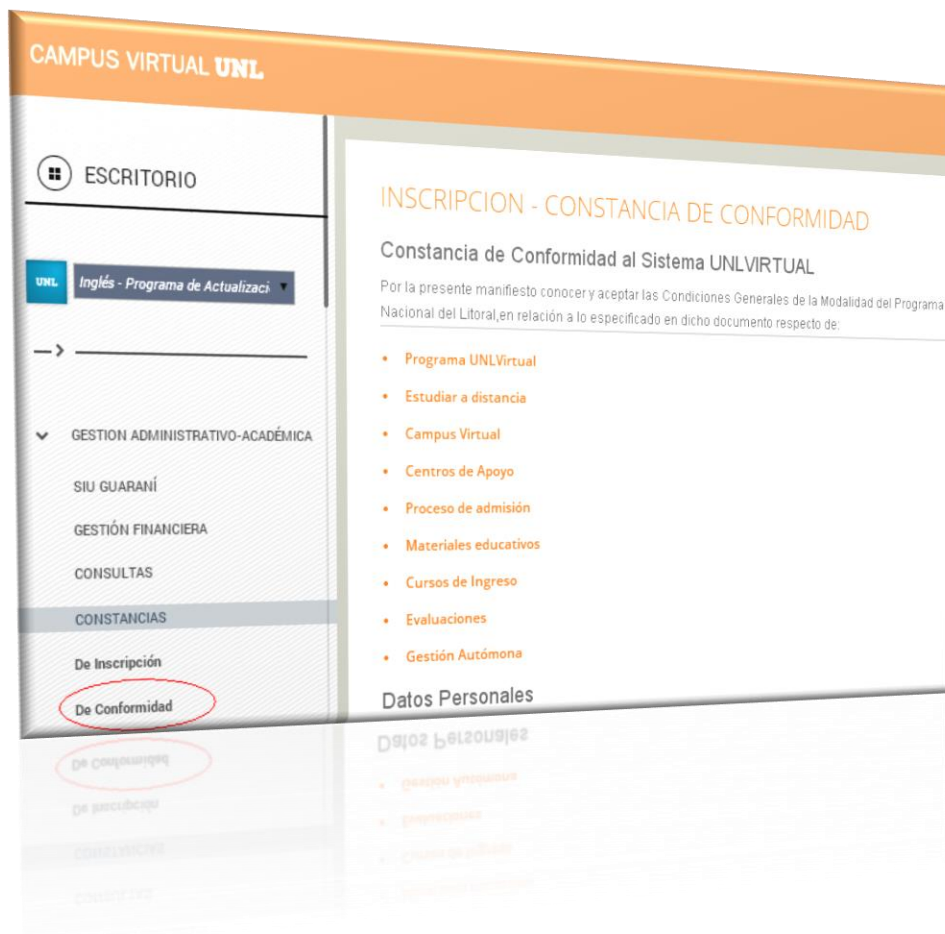 CAMPUS VIRTUAL UNL
ESCRITORIO
UNL
Inglés - Programa de Actualizaci
GESTION ADMINISTRATIVO-ACADÉMICA
SIU GUARANÍ
GESTIÓN FINANCIERA
CONSULTAS
CONSTANCIAS
De Inscripción
De Conformidad
INSCRIPCION - CONSTANCIA DE CONFORMIDAD
Constancia de Conformidad al Sistema UNLVIRTUAL
Por la presente manifiesto conocer y aceptar las Condiciones Generales de la Modalidad del Programa
Nacional del Litoral,en relación a lo especificado en dicho documento respecto de:
• Programa UNLVirtual
• Estudiar a distancia
• Campus Virtual
• Centros de Apoyo
• Proceso de admisión
• Materiales educativos
• Cursos de Ingreso
• Evaluaciones
• Gestión Autómona
Datos Personales